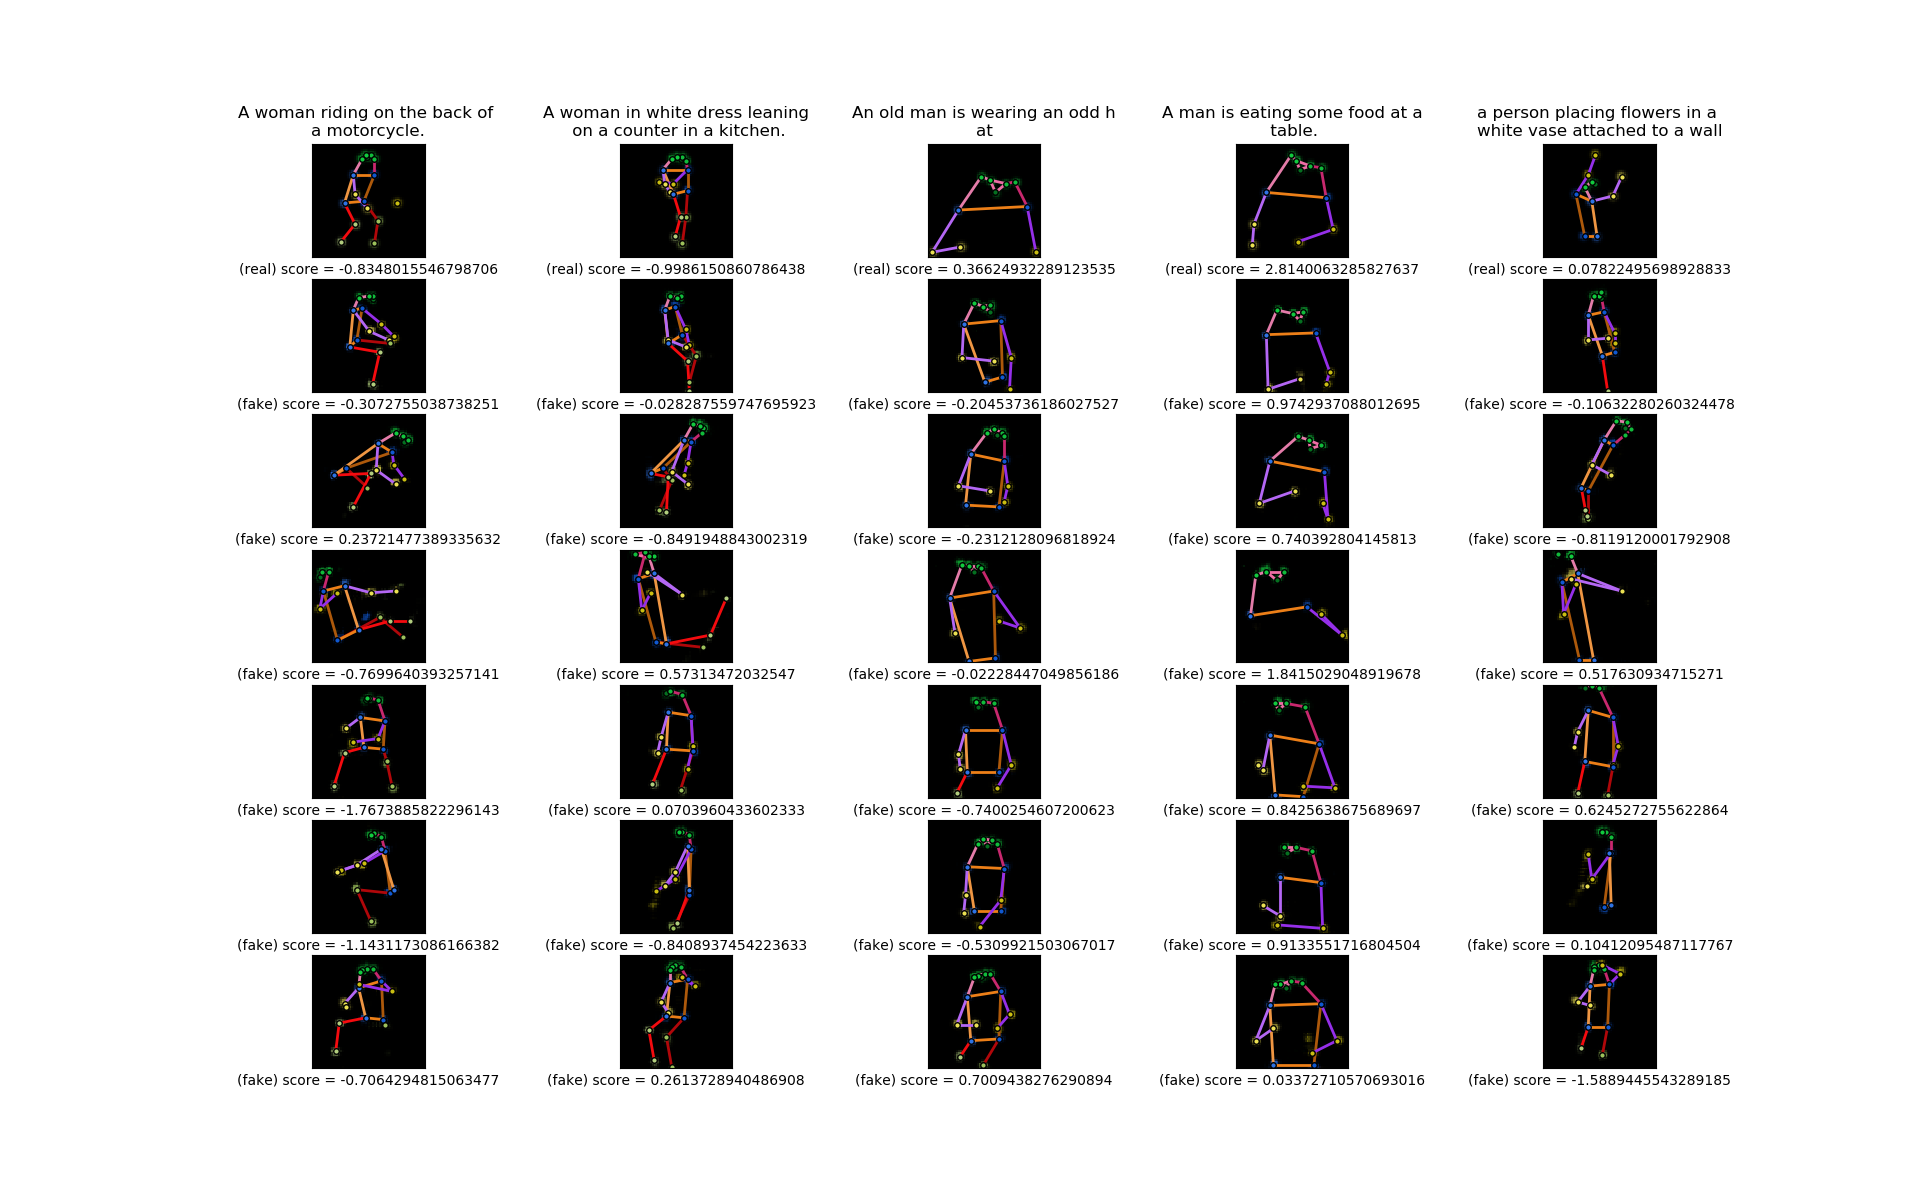 A woman riding on the back of
a motorcycle.
A woman in white dress leaning
on a counter in a kitchen.
An old man is wearing an odd h
at
A man is eating some food at a
table.
a person placing flowers in a
white vase attached to a wall
(real) score = -0.8348015546798706
(real) score = -0.9986150860786438
(real) score = 0.36624932289123535
(real) score = 2.8140063285827637
(real) score = 0.07822495698928833
(fake) score = -0.3072755038738251
(fake) score = -0.028287559747695923
(fake) score = -0.20453736186027527
(fake) score = 0.9742937088012695
(fake) score = -0.10632280260324478
(fake) score = 0.23721477389335632
(fake) score = -0.8491948843002319
(fake) score = -0.2312128096818924
(fake) score = 0.740392804145813
(fake) score = -0.8119120001792908
(fake) score = -0.7699640393257141
(fake) score = 0.57313472032547
(fake) score = -0.02228447049856186
(fake) score = 1.8415029048919678
(fake) score = 0.517630934715271
(fake) score = -1.7673885822296143
(fake) score = 0.0703960433602333
(fake) score = -0.7400254607200623
(fake) score = 0.8425638675689697
(fake) score = 0.6245272755622864
(fake) score = -1.1431173086166382
(fake) score = -0.8408937454223633
(fake) score = -0.5309921503067017
(fake) score = 0.9133551716804504
(fake) score = 0.10412095487117767
(fake) score = -0.7064294815063477
(fake) score = 0.2613728940486908
(fake) score = 0.7009438276290894
(fake) score = 0.03372710570693016
(fake) score = -1.5889445543289185